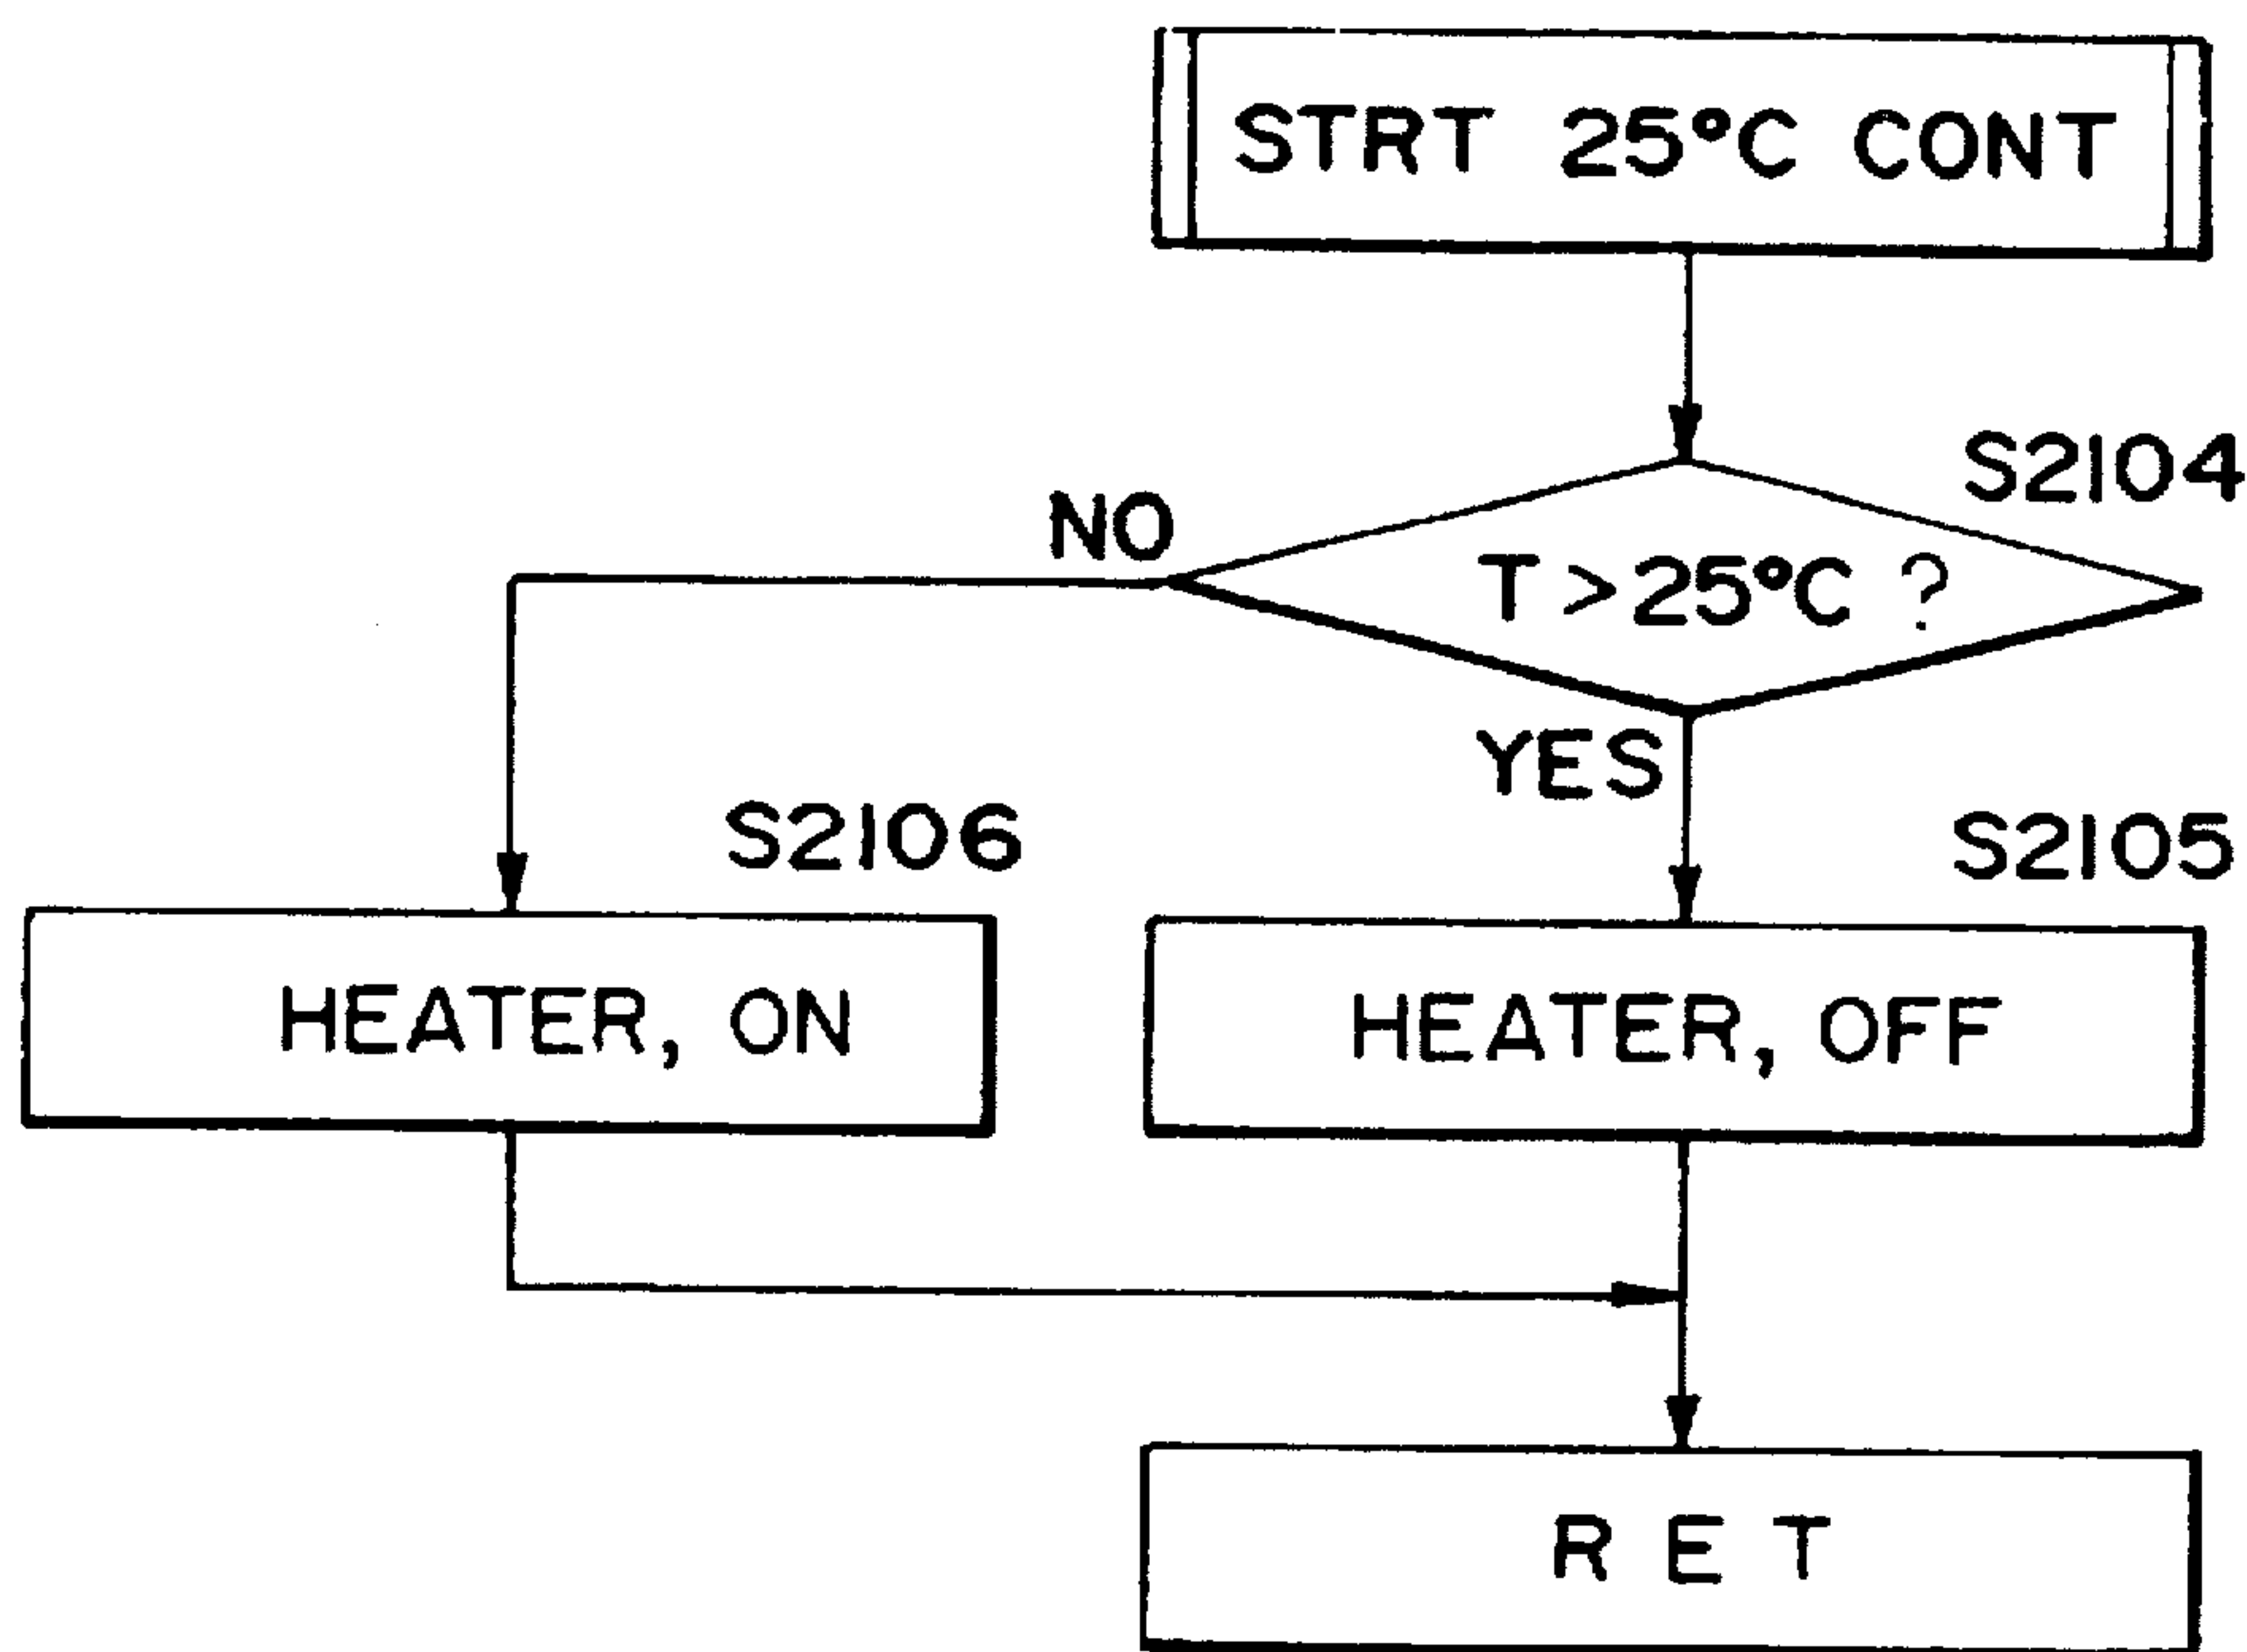 STRT 25°C CONT
S2104
NO
T>25°C ?
YES
S2106
S2105
HEATER, ON
HEATER, OFF
RET